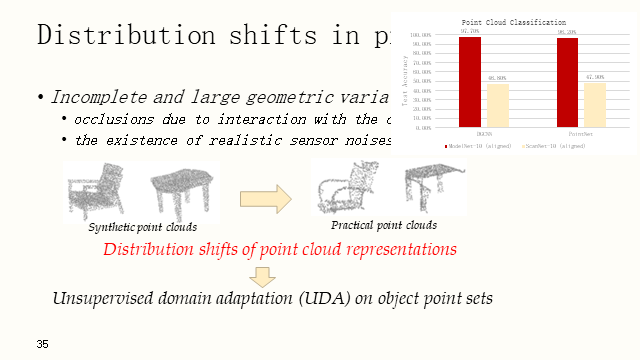 Distribution shifts in p
• Incomplete and large geometric varia
• occlusions due to interaction with the
• the existence of realistic sensor noises
Point Cloud Classification
Test Accuracy
100.00%
90.00%
80.00%
70.00%
60.00%
50.00%
40.00%
30.00%
20.00%
10.00%
0.00%
97.70%
96.20%
46.80%
47.90%
DGCNN
PointNet
ModelNet-10 (aligned)
ScanNet-10 (aligned)
Synthetic point clouds
Practical point clouds
Distribution shifts of point cloud representations
Unsupervised domain adaptation (UDA) on object point sets
35